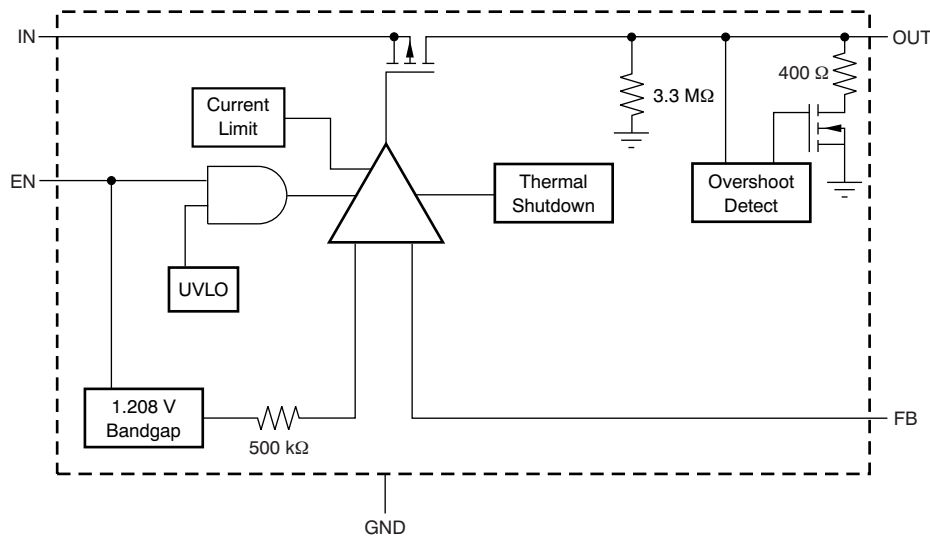 IN
OUT
400 Ω
3.3 MΩ
Current
Limit
EN
Thermal
Shutdown
Overshoot
Detect
UVLO
1.208 V
Bandgap
500 kΩ
FB
GND